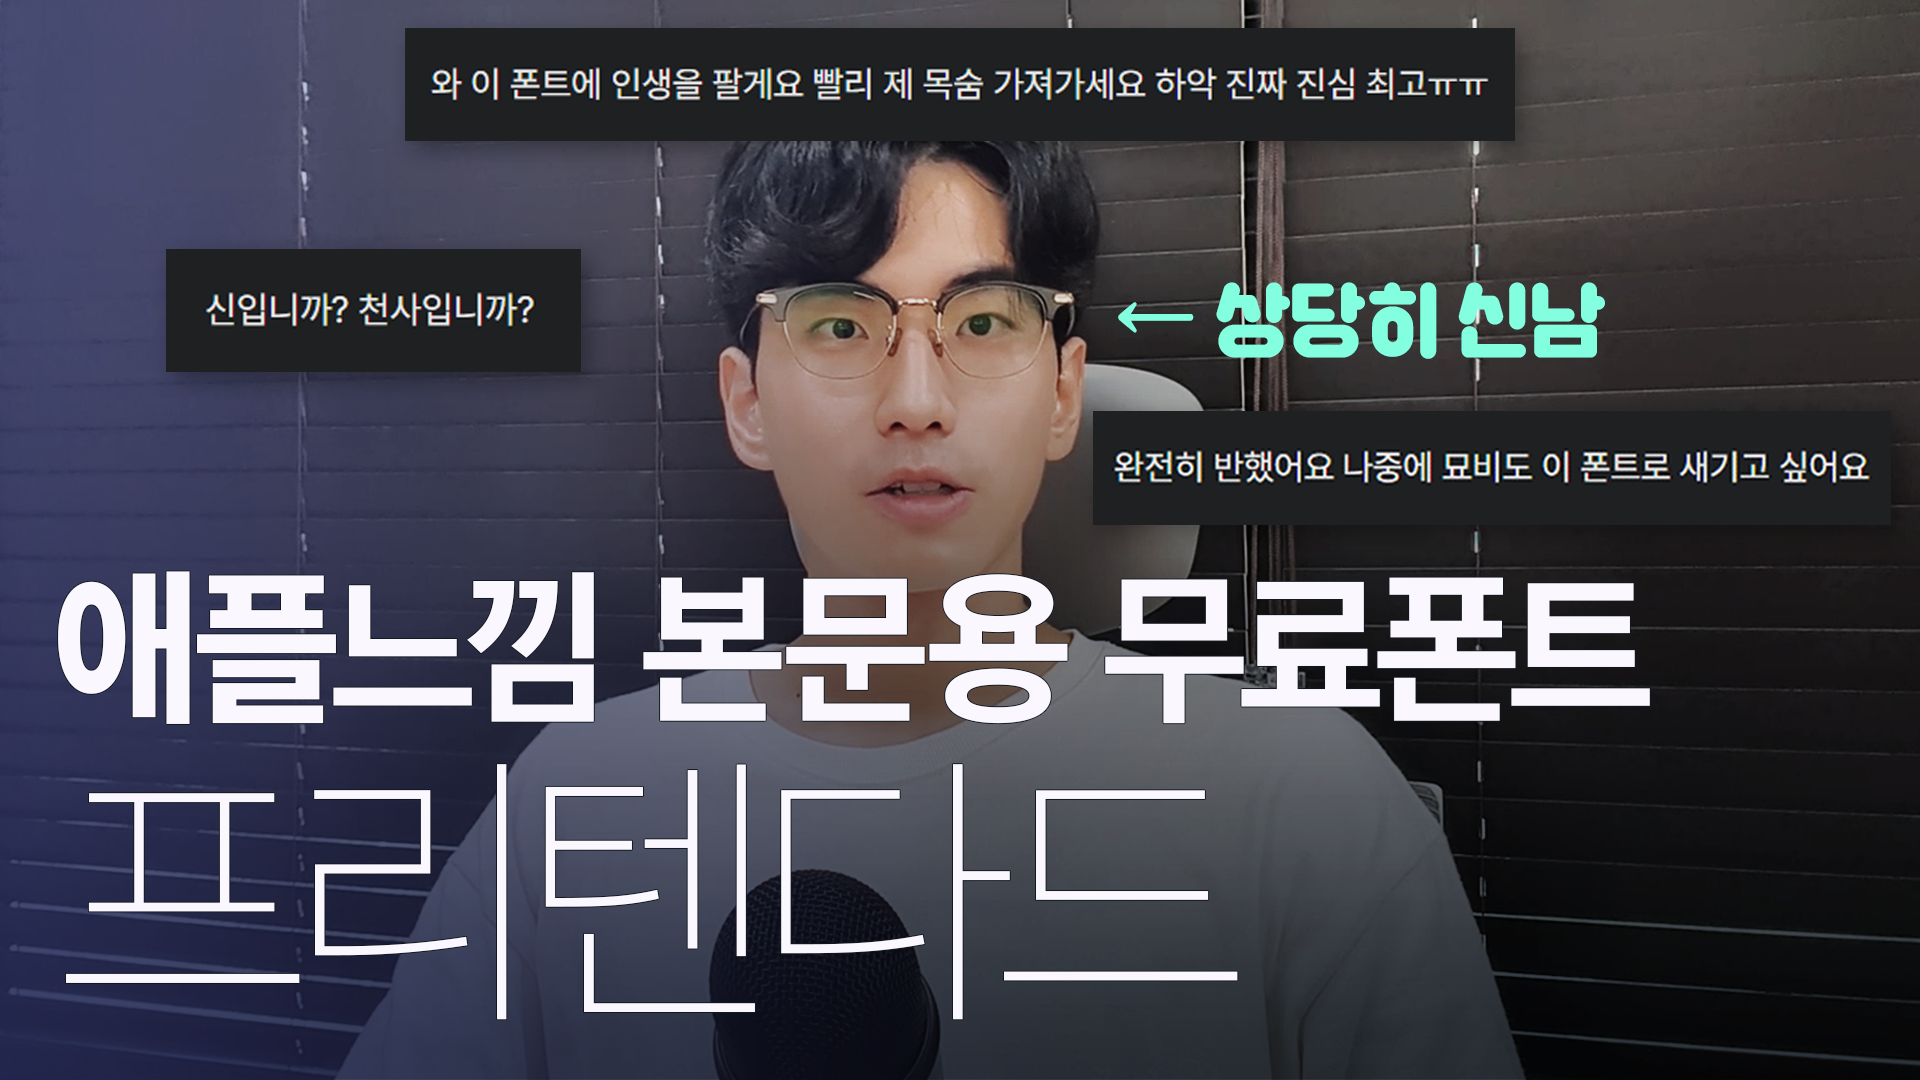 와 이 폰트에 인생을 팔게요 빨리 제 목숨 가져가세요 하악 진짜 진심 최고ㅠㅠ
신입니까? 천사입니까?
← 상당히 신남
완전히 반했어요 나중에 묘비도 이 폰트로 새기고 싶어요
애플느낌 본문용 무료폰트
프리텐다드